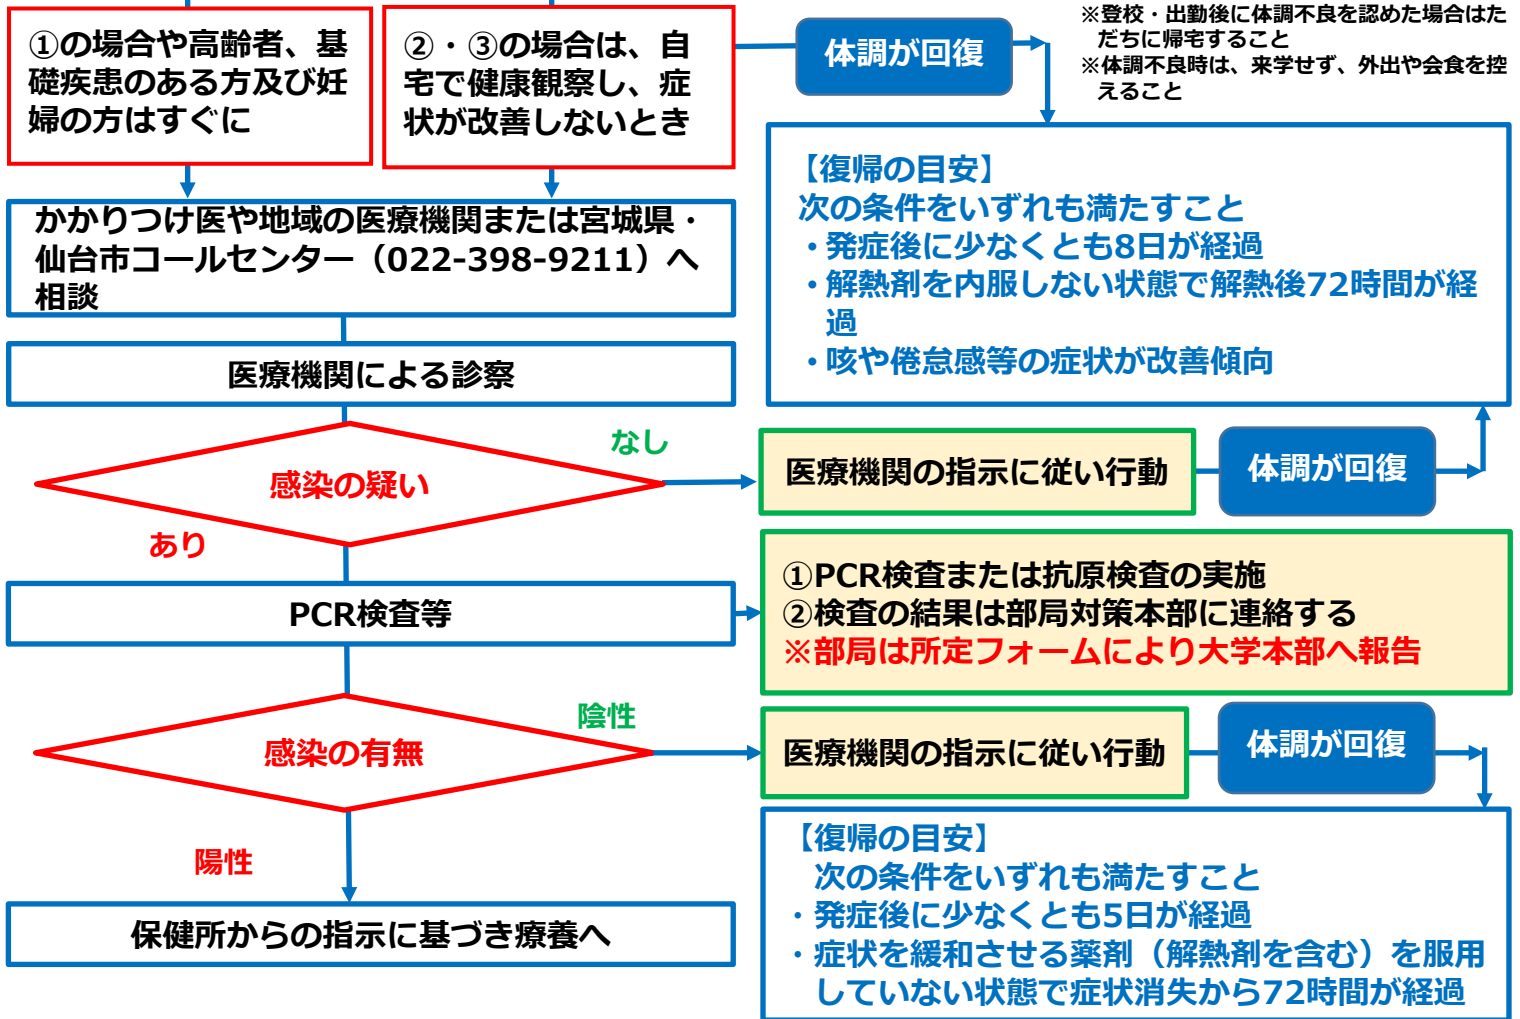 ①の場合や高齢者、基
礎疾患のある方及び妊
婦の方はすぐに
②・③の場合は、自
宅で健康観察し、症
状が改善しないとき
体調が回復
※登校・出勤後に体調不良を認めた場合はた
だちに帰宅すること
※体調不良時は、来学せず、外出や会食を控
えること
【復帰の目安】
次の条件をいずれも満たすこと
・発症後に少なくとも8日が経過
・解熱剤を内服しない状態で解熱後72時間が経
過
・咳や倦怠感等の症状が改善傾向
かかりつけ医や地域の医療機関または宮城県・
仙台市コールセンター（022-398-9211）へ
相談
医療機関による診察
感染の疑い
なし
あり
医療機関の指示に従い行動
体調が回復
PCR検査等
①PCR検査または抗原検査の実施
②検査の結果は部局対策本部に連絡する
※部局は所定フォームにより大学本部へ報告
感染の有無
陰性
陽性
医療機関の指示に従い行動
体調が回復
保健所からの指示に基づき療養へ
【復帰の目安】
次の条件をいずれも満たすこと
・発症後に少なくとも5日が経過
・症状を緩和させる薬剤（解熱剤を含む）を服用
していない状態で症状消失から72時間が経過